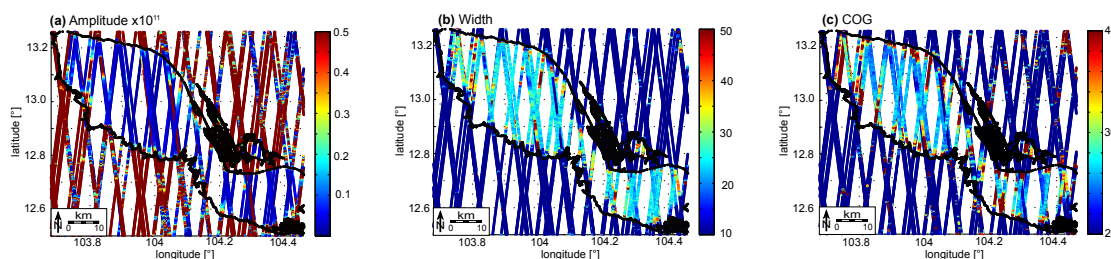 (a) Amplitude x10¹¹
13.2
13.0
12.8
12.6
latitude [°]
N
km
0 10
103.8 104 104.2 104.4
longitude [°]
0.5
0.4
0.3
0.2
0.1
(b) Width
13.2
13.0
12.8
12.6
latitude [°]
N
km
0 10
103.8 104 104.2 104.4
longitude [°]
50
40
30
20
10
(c) COG
13.2
13.0
12.8
12.6
latitude [°]
N
km
0 10
103.8 104 104.2 104.4
longitude [°]
4
3
2